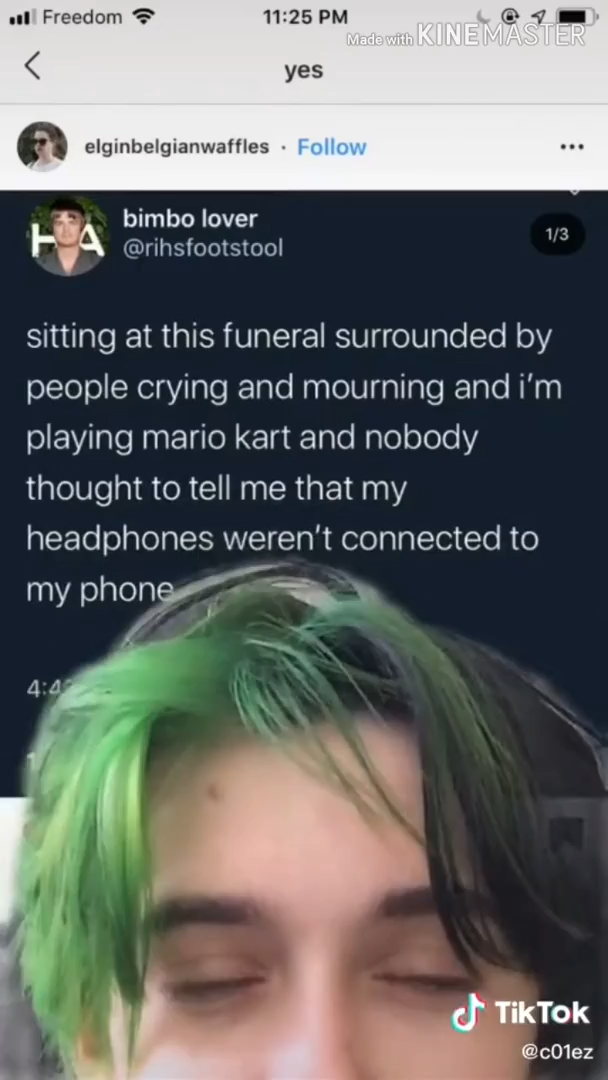 Freedom
11:25 PM
Made with KINEMASTER
yes
elginbelgianwaffles · Follow
bimbo lover
@rihsfootstool
1/3
sitting at this funeral surrounded by
people crying and mourning and i'm
playing mario kart and nobody
thought to tell me that my
headphones weren't connected to
my phone
TikTok
@c01ez